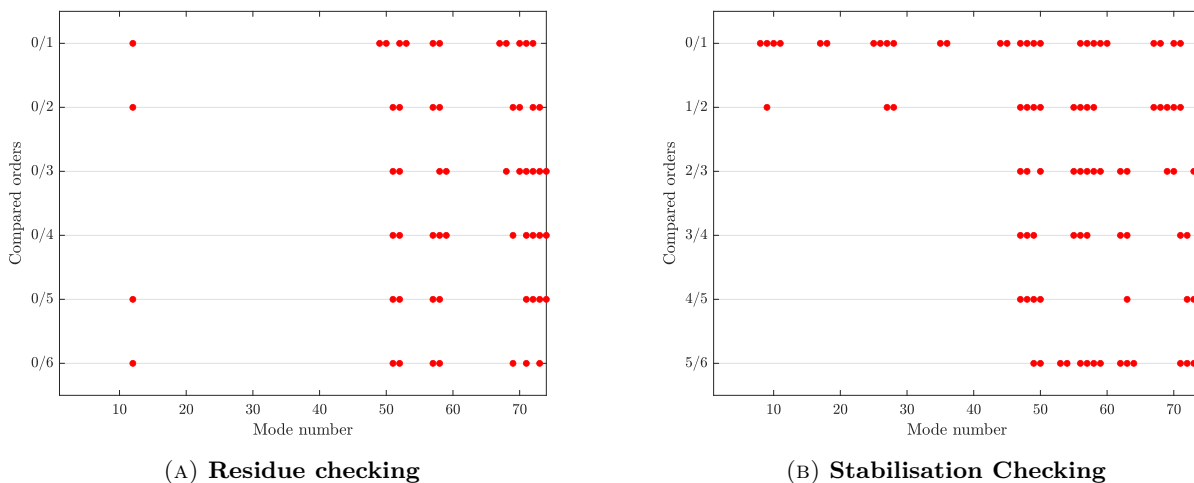 0/1
0/2
0/3
0/4
0/5
0/6
Compared orders
10 20 30 40 50 60 70
Mode number
(A) Residue checking
0/1
1/2
2/3
3/4
4/5
5/6
Compared orders
10 20 30 40 50 60 70
Mode number
(B) Stabilisation Checking